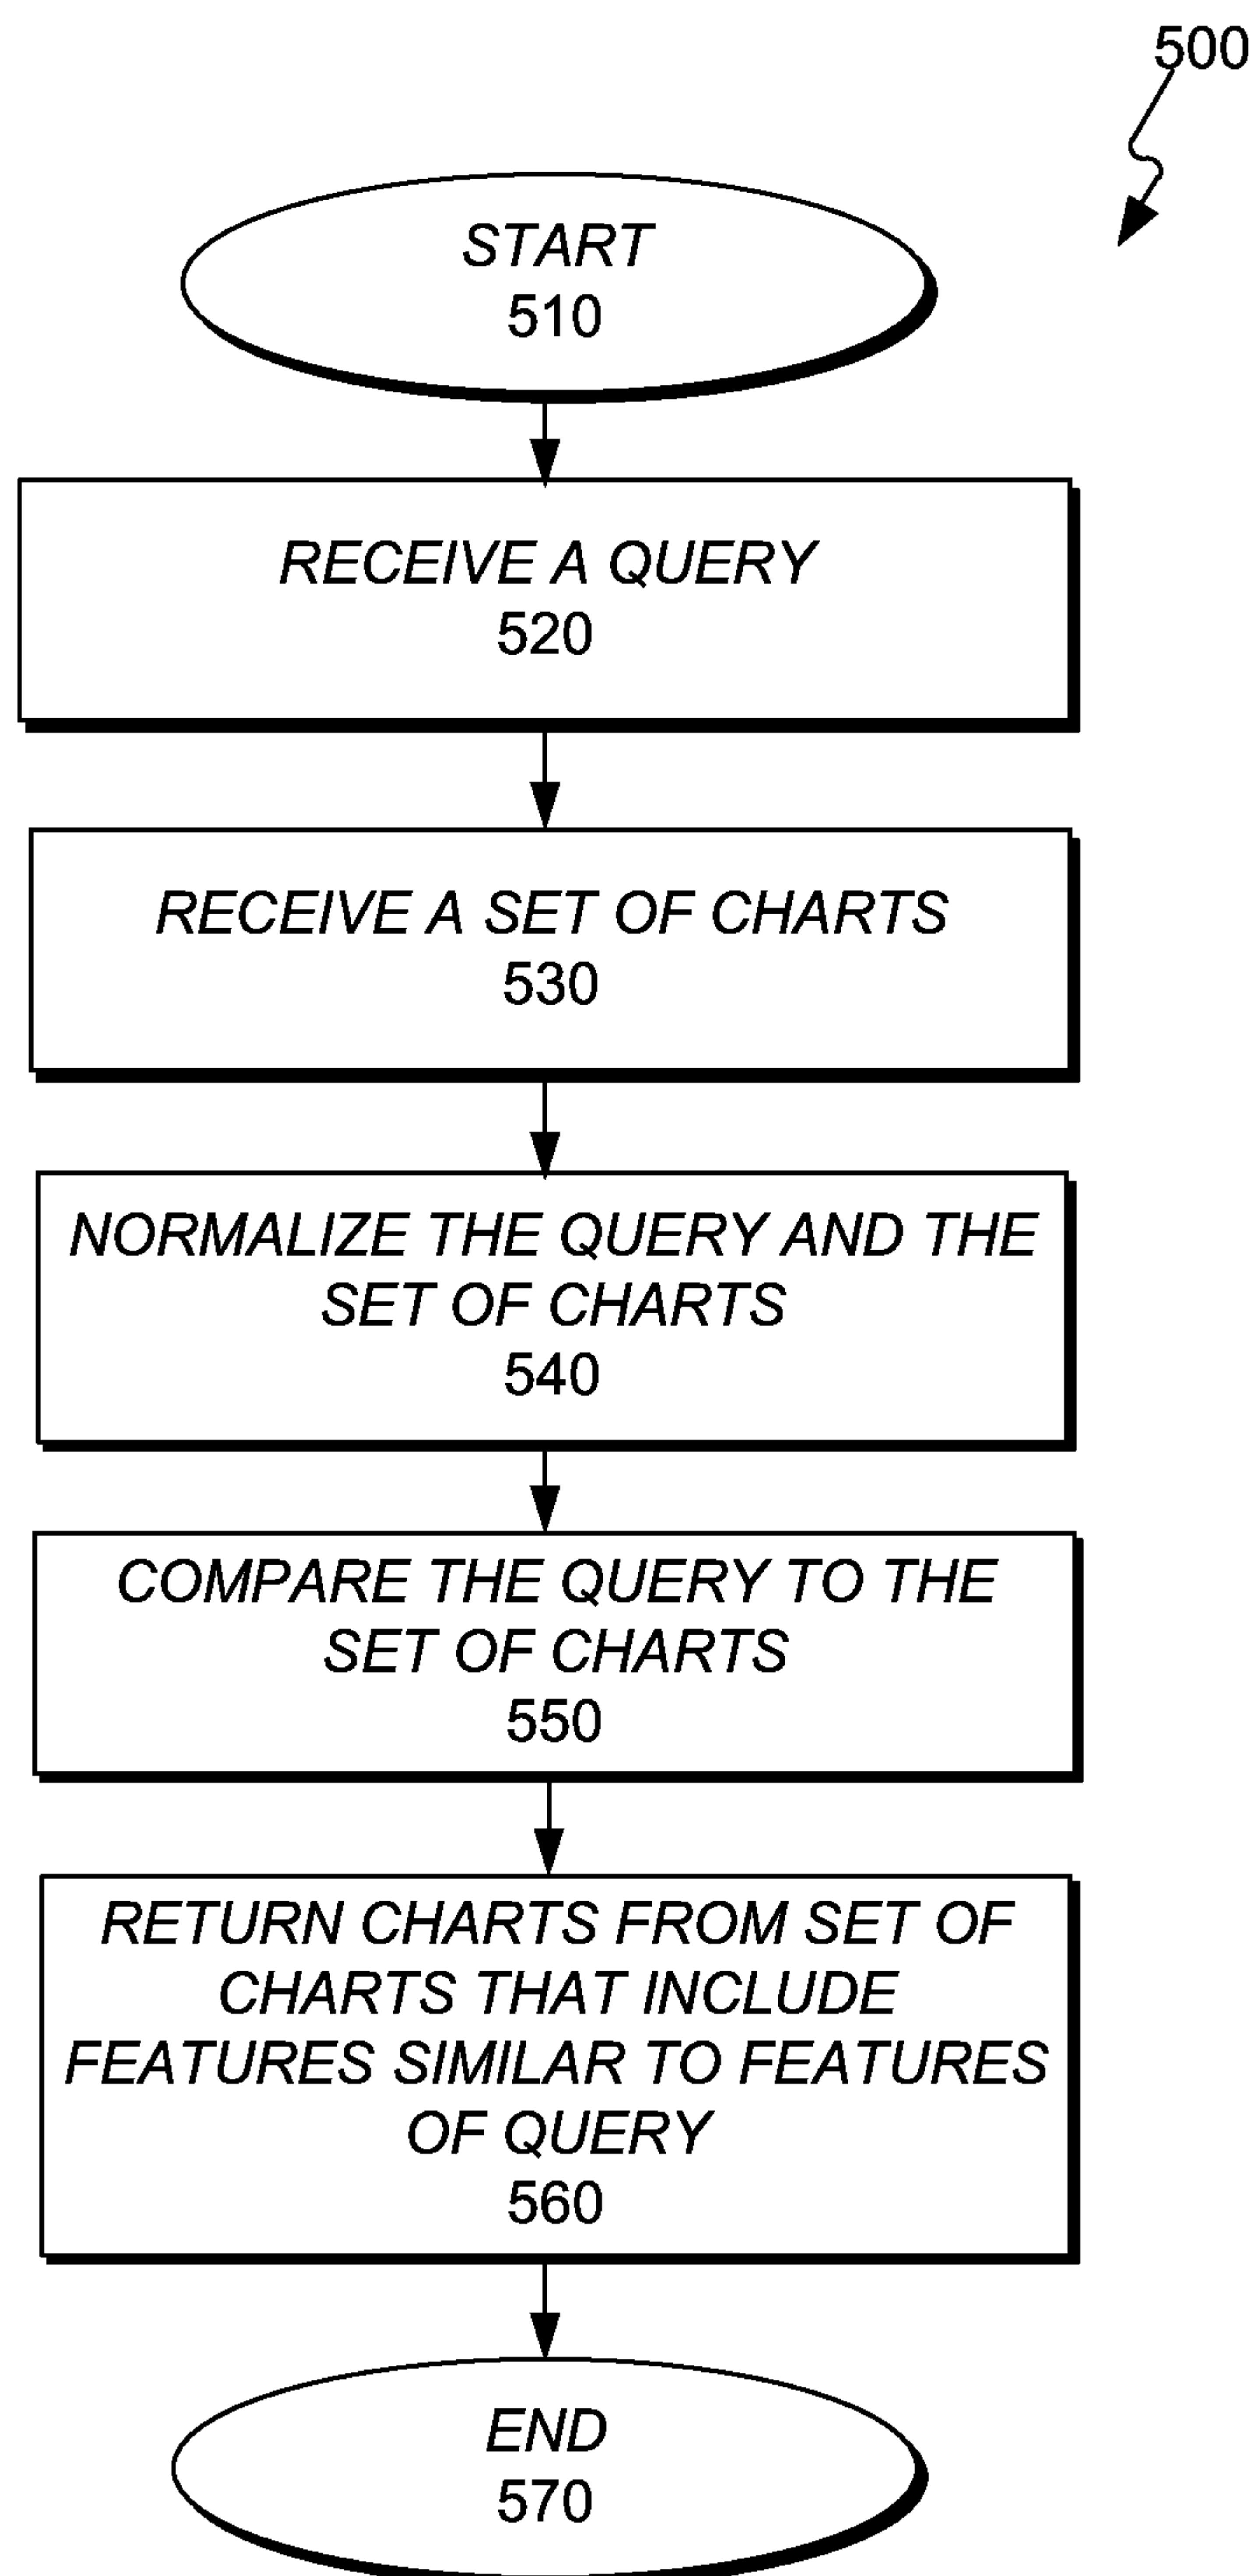 500
START
510
RECEIVE A QUERY
520
RECEIVE A SET OF CHARTS
530
NORMALIZE THE QUERY AND THE
SET OF CHARTS
540
COMPARE THE QUERY TO THE
SET OF CHARTS
550
RETURN CHARTS FROM SET OF
CHARTS THAT INCLUDE
FEATURES SIMILAR TO FEATURES
OF QUERY
560
END
570